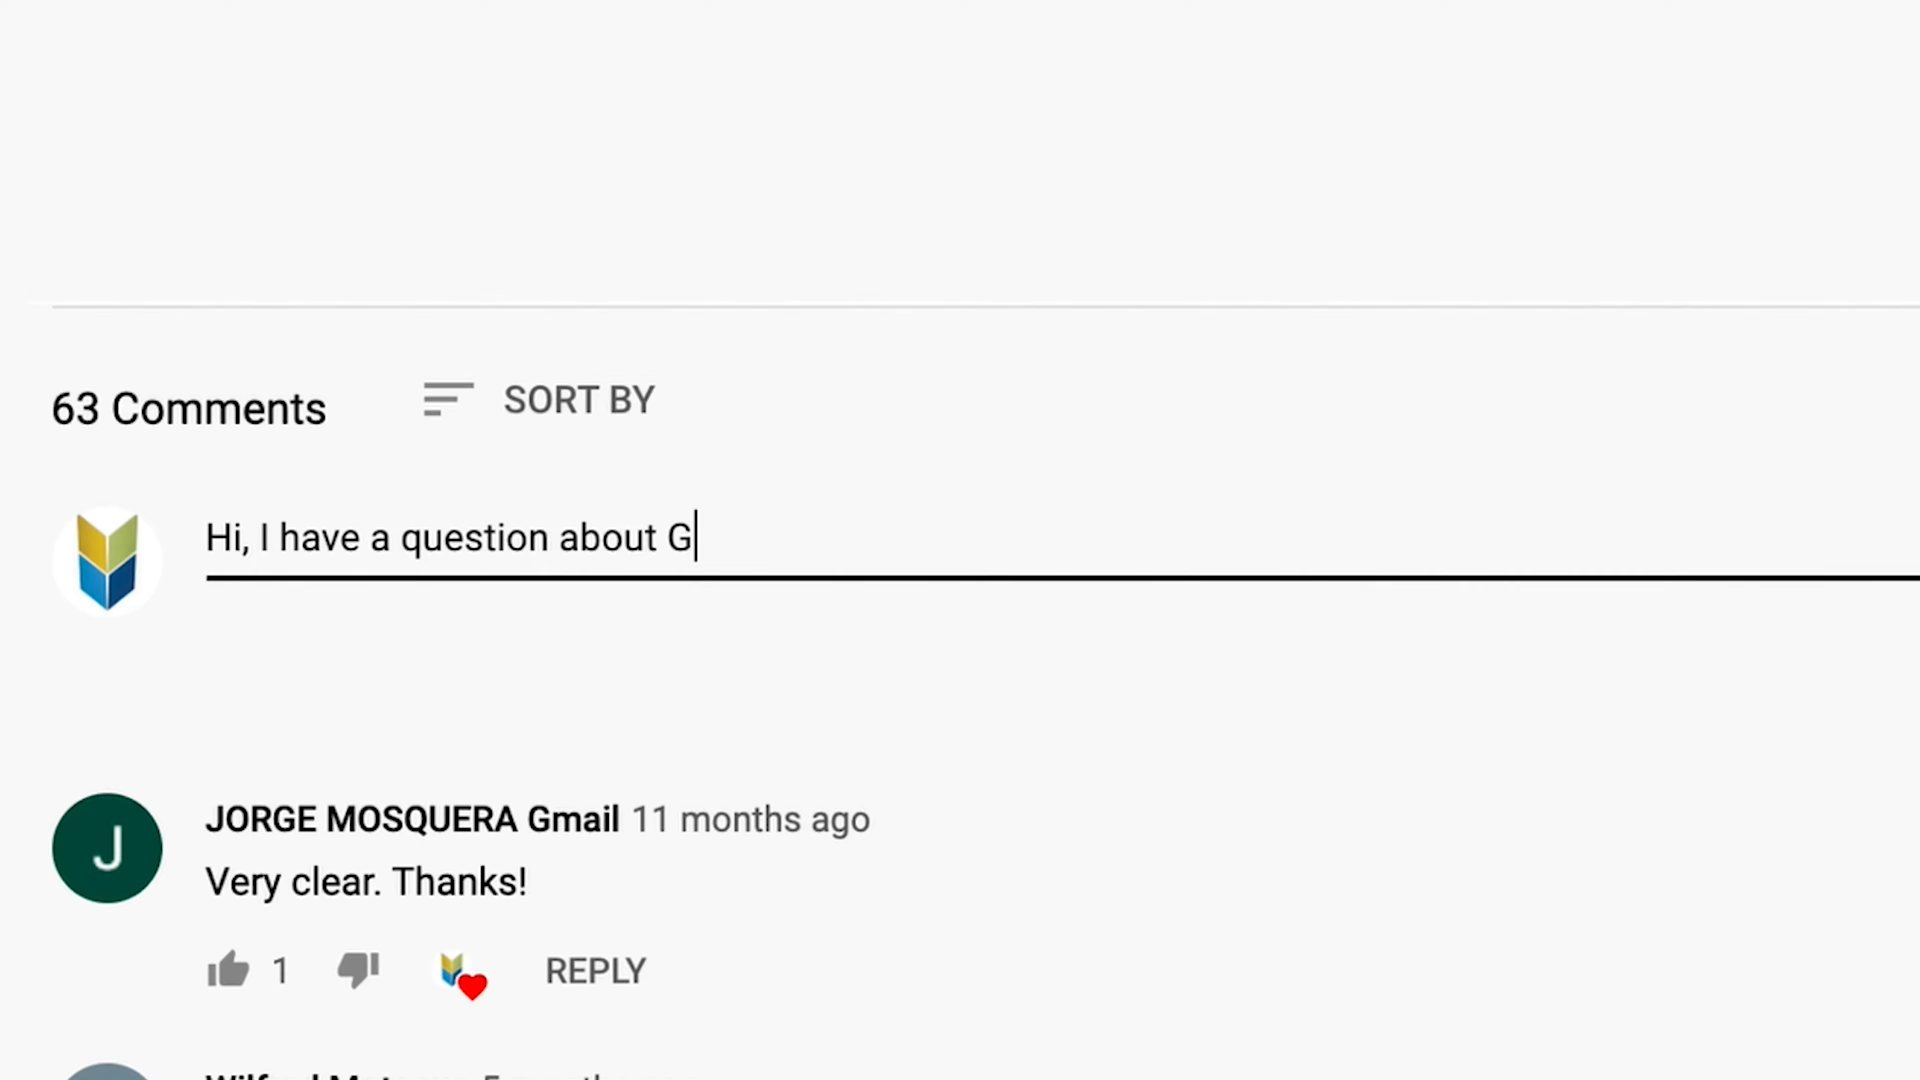 63 Comments
SORT BY
Hi, I have a question about G
J
JORGE MOSQUERA Gmail 11 months ago
Very clear. Thanks!
1
REPLY